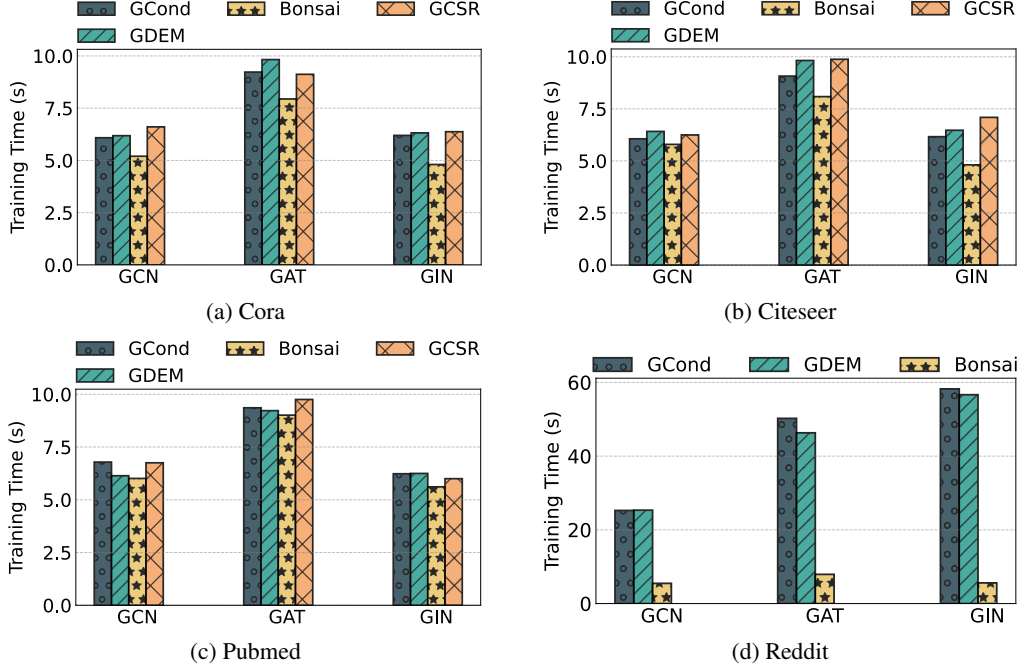 GCond Bonsai GCSR
GDEM
Training Time (s)
10.0
7.5
5.0
2.5
0.0
GCN GAT GIN
(a) Cora
GCond Bonsai GCSR
GDEM
Training Time (s)
10.0
7.5
5.0
2.5
0.0
GCN GAT GIN
(b) Citeseer
GCond Bonsai GCSR
GDEM
Training Time (s)
10.0
7.5
5.0
2.5
0.0
GCN GAT GIN
(c) Pubmed
GCond GDEM Bonsai
Training Time (s)
60
40
20
0
GCN GAT GIN
(d) Reddit